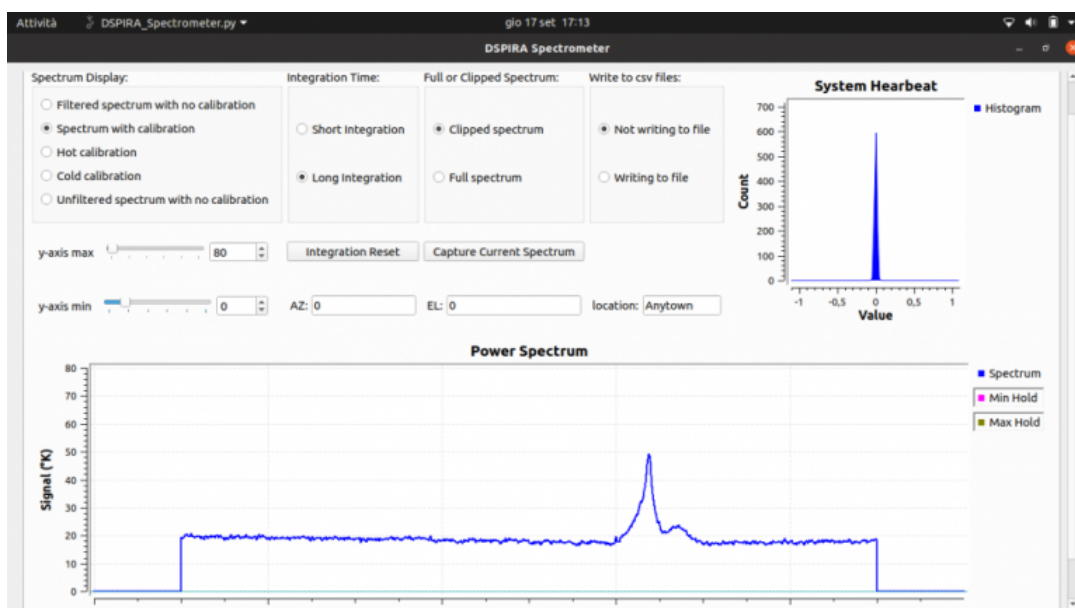 Attività DSPIRA_Spectrometer.py gio 17 set 17:13
DSPIRA Spectrometer
Spectrum Display: Integration Time: Full or Clipped Spectrum: Write to csv files:
Filtered spectrum with no calibration
Spectrum with calibration
Hot calibration
Cold calibration
Unfiltered spectrum with no calibration
Short Integration
Long Integration
Clipped spectrum
Full spectrum
Not writing to file
Writing to file
y-axis max 80 Integration Reset Capture Current Spectrum
y-axis min 0 AZ: 0 EL: 0 location: Anytown
System Hearbeat
Histogram
Count
700
600
500
400
300
200
100
0
-1 -0,5 0 0,5 1
Value
Power Spectrum
Signal (°K)
80
70
60
50
40
30
20
10
0
Spectrum
Min Hold
Max Hold